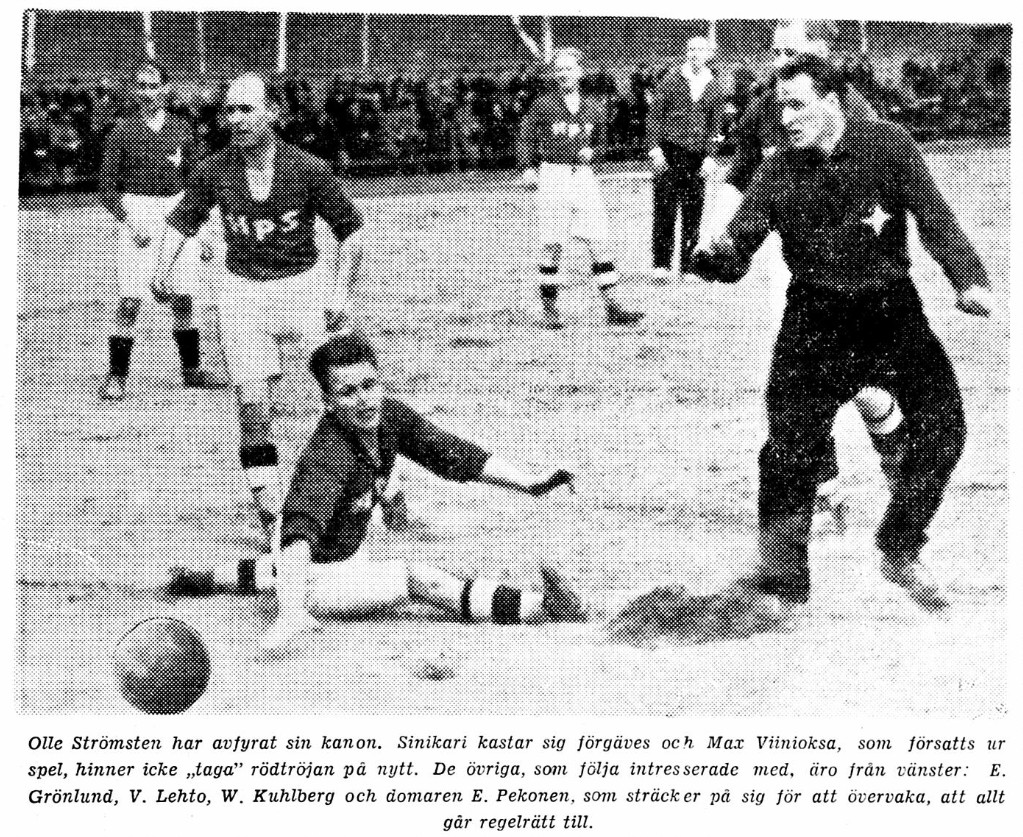 HPS
HPS
Olle Strömsten har avfyrat sin kanon. Sinikari kastar sig förgäves och Max Viinioksa, som försatts ur
spel, hinner icke „taga” rödtröjan på nytt. De övriga, som följa intresserade med, äro från vänster: E.
Grönlund, V. Lehto, W. Kuhlberg och domaren E. Pekonen, som sträcker på sig för att övervaka, att allt
går regelrätt till.